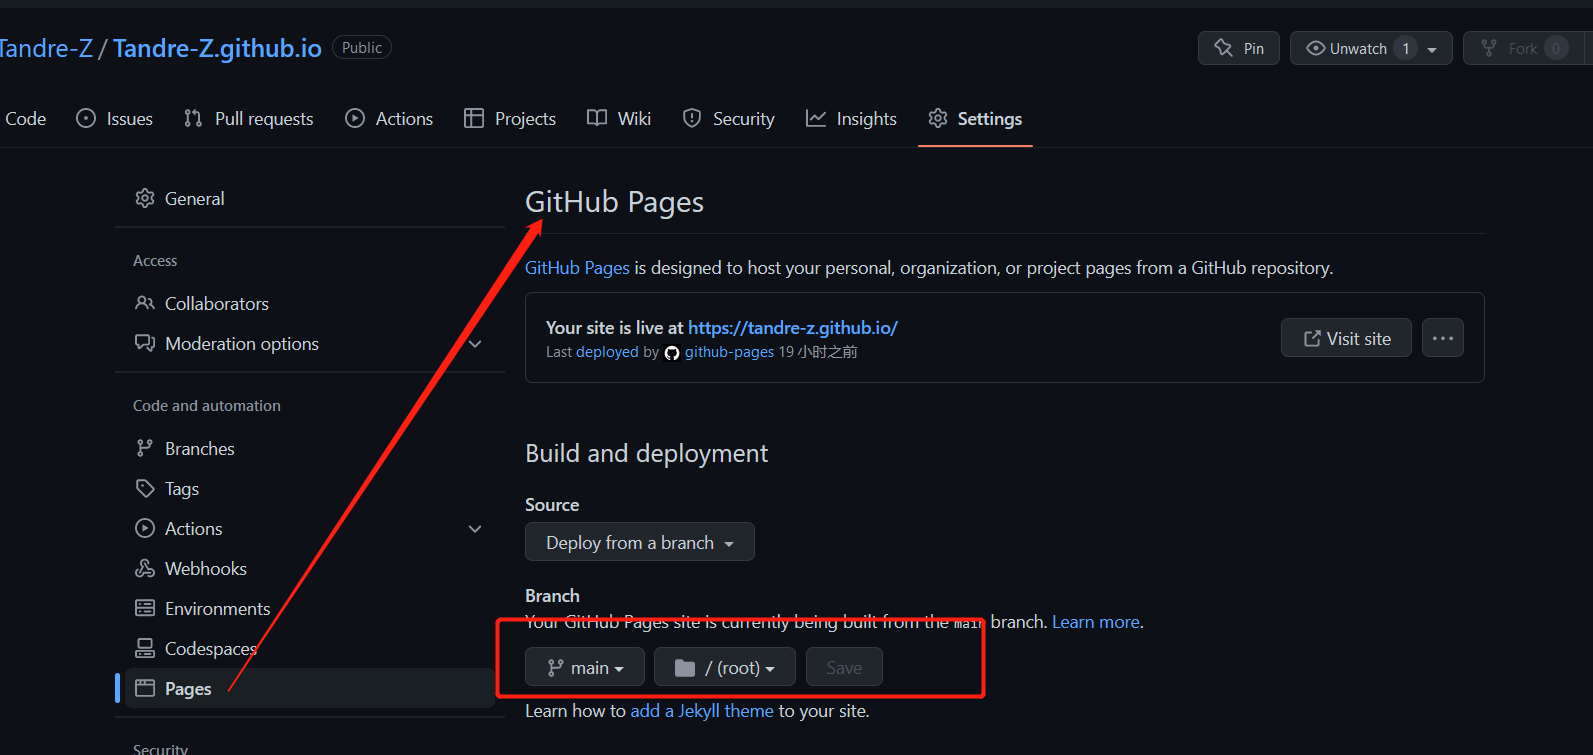 Tandre-Z / Tandre-Z.github.io Public
Pin
Unwatch 1
Fork 0
Code
Issues
Pull requests
Actions
Projects
Wiki
Security
Insights
Settings
General
Access
Collaborators
Moderation options
Code and automation
Branches
Tags
Actions
Webhooks
Environments
Codespaces
Pages
Security
GitHub Pages
GitHub Pages is designed to host your personal, organization, or project pages from a GitHub repository.
Your site is live at https://tandre-z.github.io/
Last deployed by github-pages 19 小时之前
Visit site
Build and deployment
Source
Deploy from a branch
Branch
Your GitHub Pages site is currently being built from the main branch. Learn more.
main
/ (root)
Save
Learn how to add a Jekyll theme to your site.